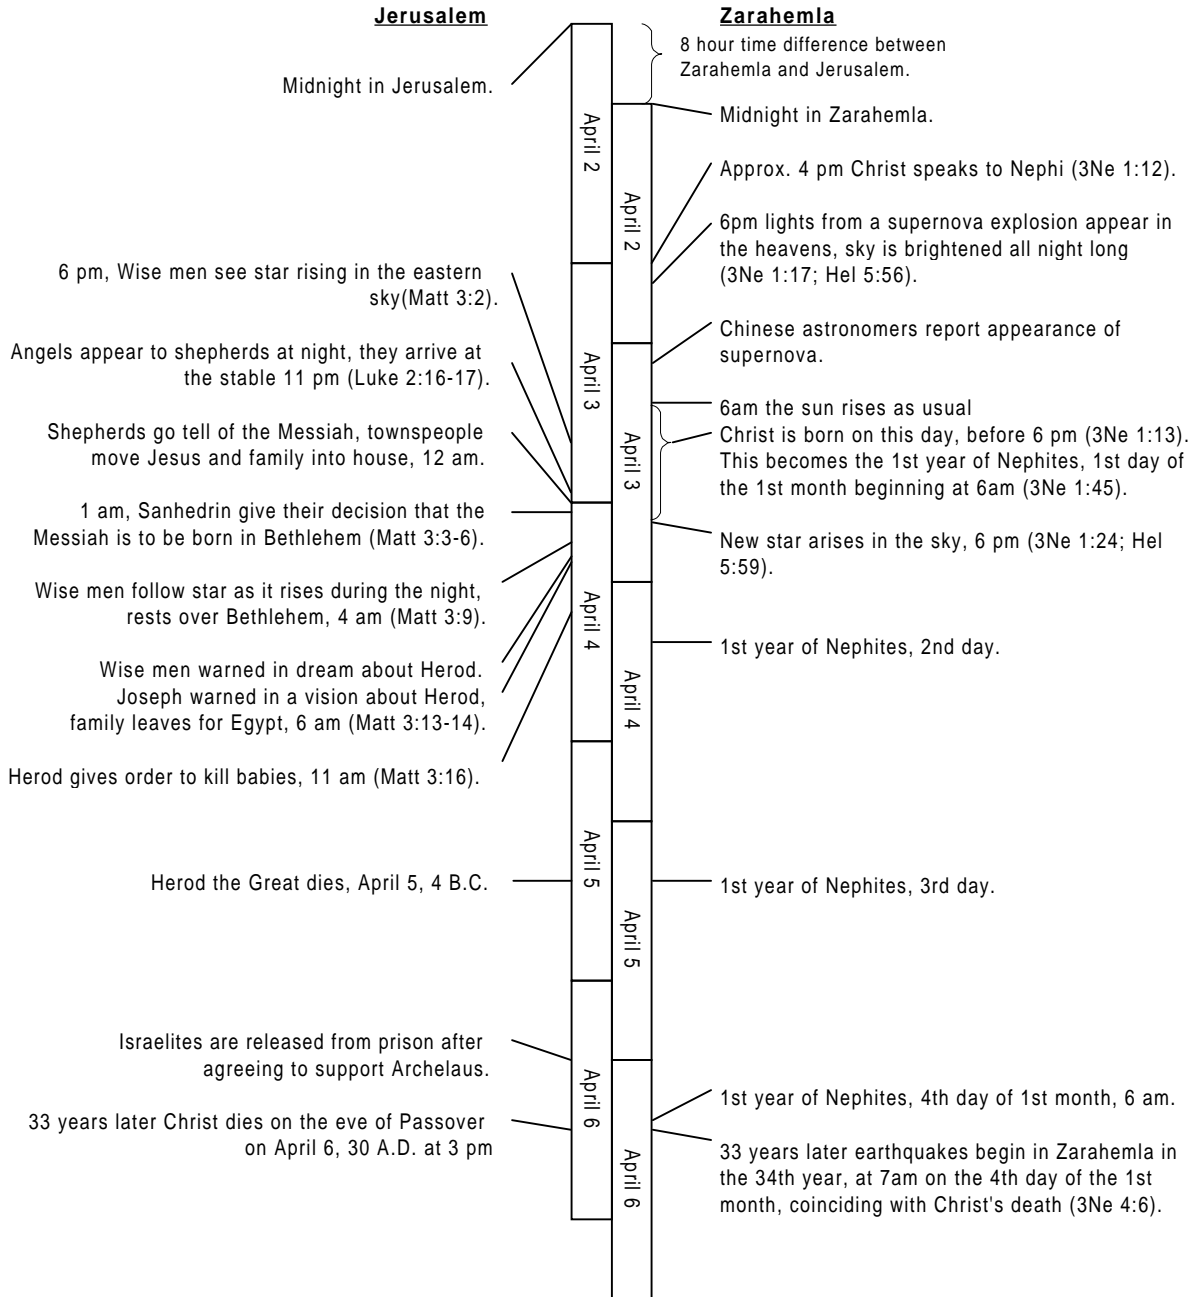 Jerusalem
Midnight in Jerusalem.
6 pm, Wise men see star rising in the eastern
sky(Matt 3:2).
Angels appear to shepherds at night, they arrive at
the stable 11 pm (Luke 2:16-17).
Shepherds go tell of the Messiah, townspeople
move Jesus and family into house, 12 am.
1 am, Sanhedrin give their decision that the
Messiah is to be born in Bethlehem (Matt 3:3-6).
Wise men follow star as it rises during the night,
rests over Bethlehem, 4 am (Matt 3:9).
Wise men warned in dream about Herod.
Joseph warned in a vision about Herod,
family leaves for Egypt, 6 am (Matt 3:13-14).
Herod gives order to kill babies, 11 am (Matt 3:16).
Herod the Great dies, April 5, 4 B.C.
Israelites are released from prison after
agreeing to support Archelaus.
33 years later Christ dies on the eve of Passover
on April 6, 30 A.D. at 3 pm
April 2
April 3
April 4
April 5
April 6
April 2
April 3
April 4
April 5
April 6
Zarahemla
8 hour time difference between
Zarahemla and Jerusalem.
Midnight in Zarahemla.
Approx. 4 pm Christ speaks to Nephi (3Ne 1:12).
6pm lights from a supernova explosion appear in
the heavens, sky is brightened all night long
(3Ne 1:17; Hel 5:56).
Chinese astronomers report appearance of
supernova.
6am the sun rises as usual
Christ is born on this day, before 6 pm (3Ne 1:13).
This becomes the 1st year of Nephites, 1st day of
the 1st month beginning at 6am (3Ne 1:45).
New star arises in the sky, 6 pm (3Ne 1:24; Hel
5:59).
1st year of Nephites, 2nd day.
1st year of Nephites, 3rd day.
1st year of Nephites, 4th day of 1st month, 6 am.
33 years later earthquakes begin in Zarahemla in
the 34th year, at 7am on the 4th day of the 1st
month, coinciding with Christ's death (3Ne 4:6).